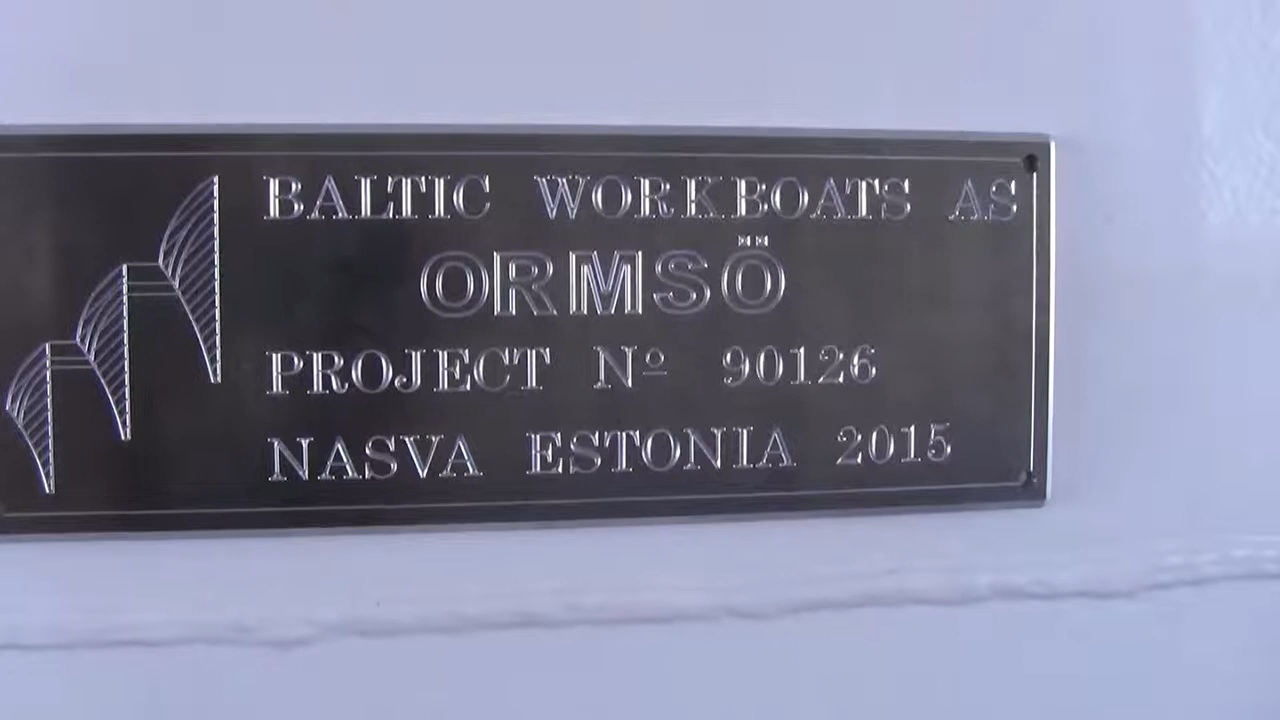 BALTIC WORKBOATS AS
ORMSÖ
PROJECT Nº 90126
NASVA ESTONIA 2015